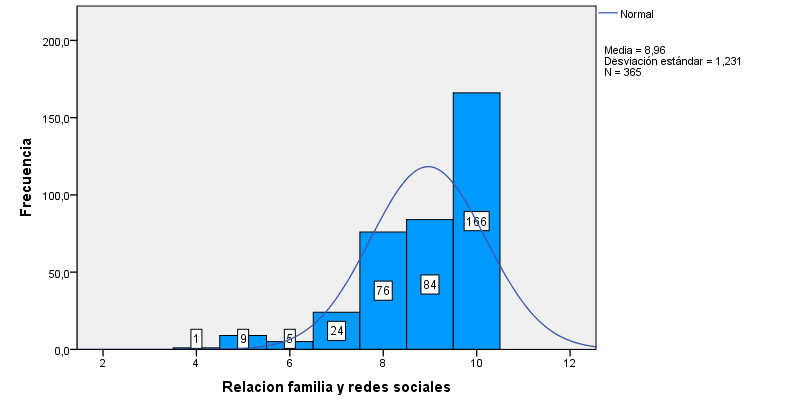 Normal
Media = 8,96
Desviación estándar = 1,231
N = 365
200,0
150,0
100,0
50,0
0,0
Frecuencia
1
9
5
24
76
84
166
2 4 6 8 10 12
Relacion familia y redes sociales